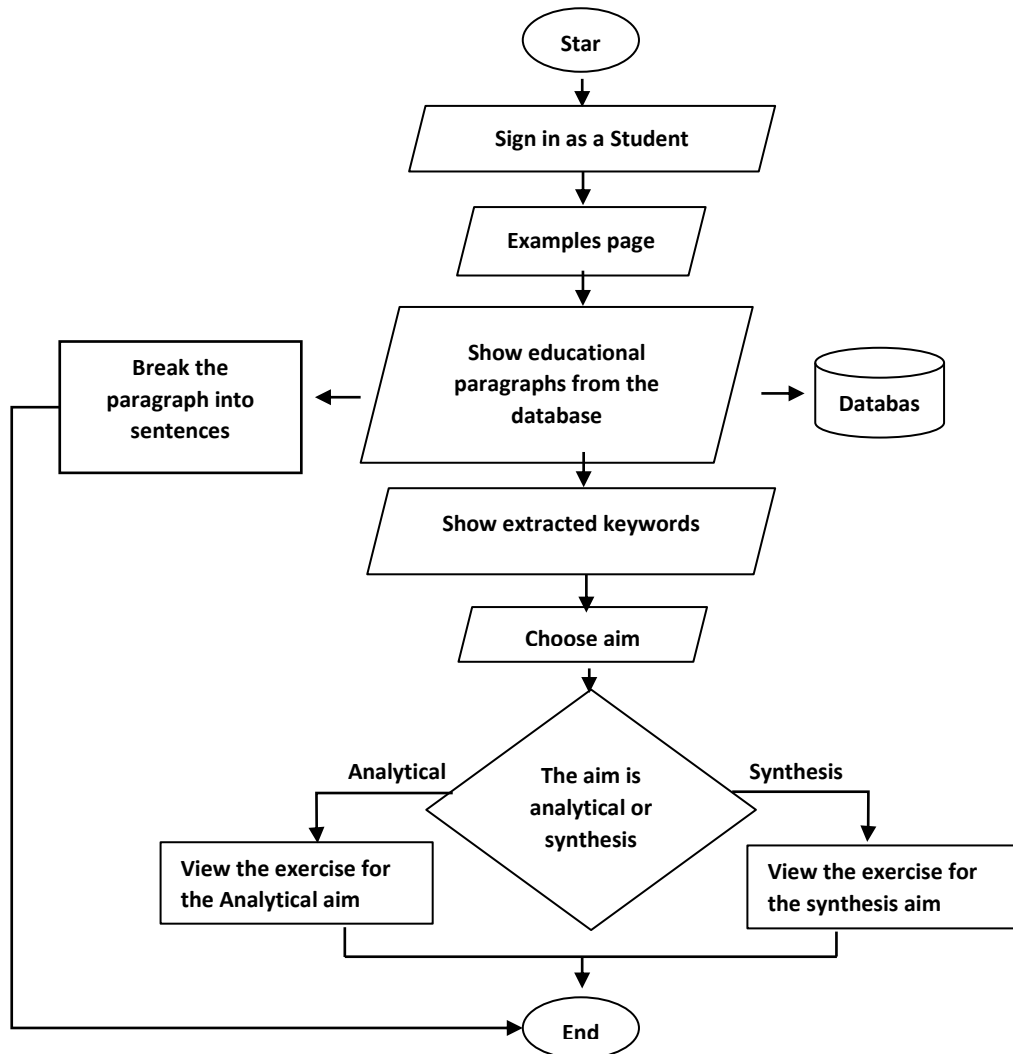 Star
Sign in as a Student
Examples page
Show educational
paragraphs from the
database
Break the
paragraph into
sentences
Databas
Show extracted keywords
Choose aim
Analytical
The aim is
analytical or
synthesis
Synthesis
View the exercise for
the Analytical aim
View the exercise for
the synthesis aim
End